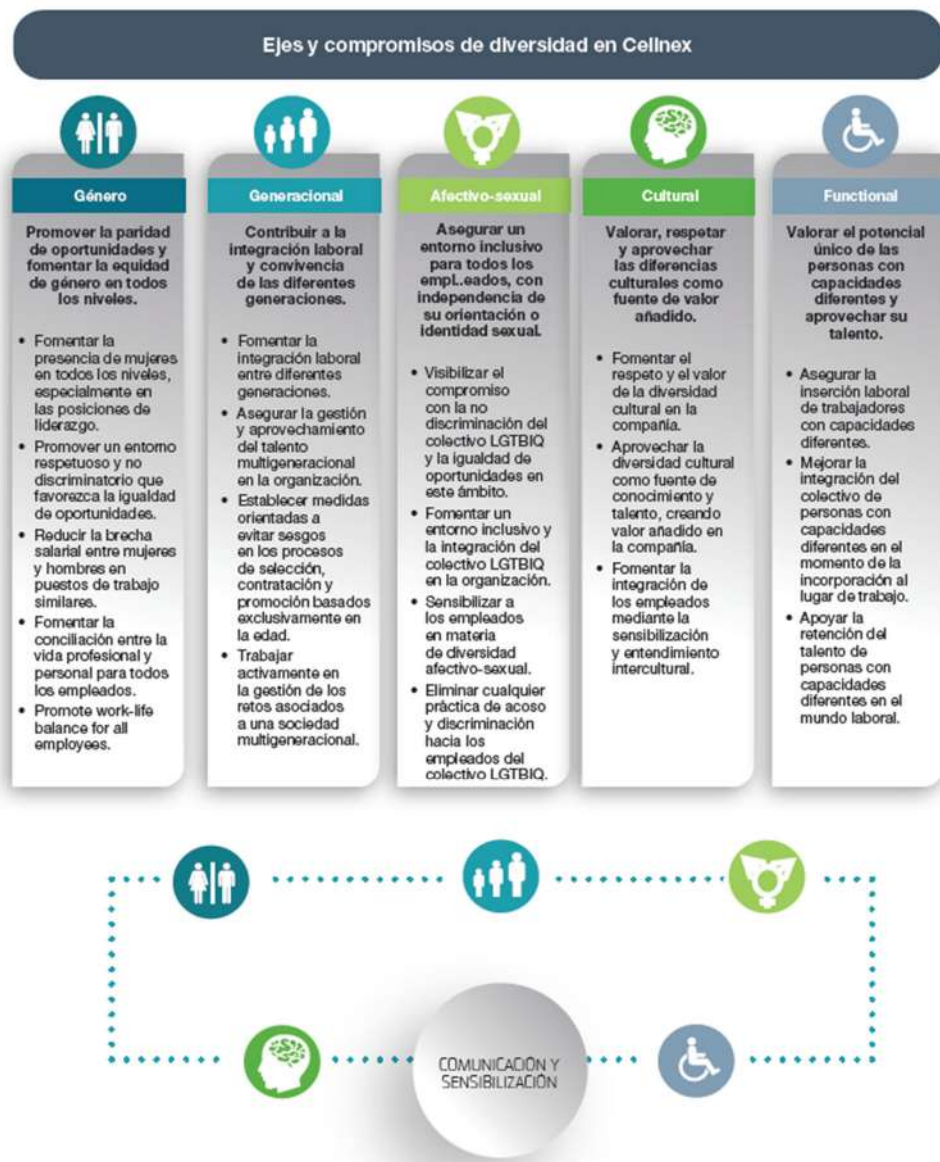 Ejes y compromisos de diversidad en Cellnex
Género
Promover la paridad
de oportunidades y
fomentar la equidad
de género en todos
los niveles.
• Fomentar la
presencia de mujeres
en todos los niveles,
especialmente en
las posiciones de
liderazgo.
• Promover un entorno
respetuoso y no
discriminatorio que
favorezca la igualdad
de oportunidades.
• Reducir la brecha
salarial entre mujeres
y hombres en
puestos de trabajo
similares.
• Fomentar la
conciliación entre la
vida profesional y
personal para todos
los empleados.
• Promote work-life
balance for all
employees.
Generacional
Contribuir a la
integración laboral
y convivencia
de las diferentes
generaciones.
• Fomentar la
integración laboral
entre diferentes
generaciones.
• Asegurar la gestión
y aprovechamiento
del talento
multigeneracional
en la organización.
• Establecer medidas
orientadas a
evitar sesgos
en los procesos
de selección,
contratación y
promoción basados
exclusivamente en
la edad.
• Trabajar
activamente en
la gestión de los
retos asociados
a una sociedad
multigeneracional.
Afectivo-sexual
Asegurar un
entorno inclusivo
para todos los
empL.eados, con
independencia de
su orientación o
identidad sexual.
• Visibilizar el
compromiso
con la no
discriminación del
colectivo LGTBIQ
y la igualdad de
oportunidades en
este ámbito.
• Fomentar un
entorno inclusivo y
la integración del
colectivo LGTBIQ
en la organización.
• Sensibilizar a
los empleados
en materia
de diversidad
afectivo-sexual.
• Eliminar cualquier
práctica de acoso
y discriminación
hacia los
empleados del
colectivo LGTBIQ.
Cultural
Valorar, respetar
y aprovechar
las diferencias
culturales como
fuente de valor
añadido.
• Fomentar el
respeto y el valor
de la diversidad
cultural en la
compañía.
• Aprovechar la
diversidad cultural
como fuente de
conocimiento y
talento, creando
valor añadido en
la compañía.
• Fomentar la
integración de
los empleados
mediante la
sensibilización
y entendimiento
intercultural.
Functional
Valorar el potencial
único de las
personas con
capacidades
diferentes y
aprovechar su
talento.
• Asegurar la
inserción laboral
de trabajadores
con capacidades
diferentes.
• Mejorar la
integración del
colectivo de
personas con
capacidades
diferentes en el
momento de la
incorporación al
lugar de trabajo.
• Apoyar la
retención del
talento de
personas con
capacidades
diferentes en el
mundo laboral.
COMUNICACIÓN Y
SENSIBILIZACIÓN